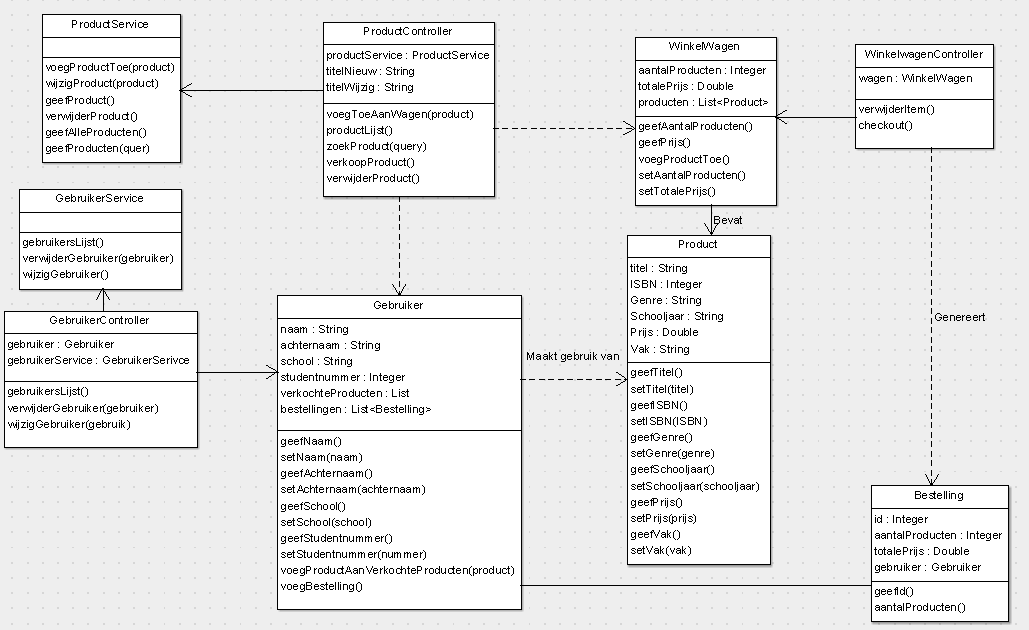 ProductService
voegProductToe(product)
wijzigProduct(product)
geefProduct()
verwijderProduct()
geefAlleProducten()
geefProducten(quer)
ProductController
productService : ProductService
titelNieuw : String
titelWijzig : String
voegToeAanWagen(product)
productLijst()
zoekProduct(query)
verkoopProduct()
verwijderProduct()
WinkelWagen
aantalProducten : Integer
totalePrijs : Double
producten : List<Product>
geefAantalProducten()
geefPrijs()
voegProductToe()
setAantalProducten()
setTotalePrijs()
WinkelwagenController
wagen : WinkelWagen
verwijderItem()
checkout()
GebruikerService
gebruikersLijst()
verwijderGebruiker(gebruiker)
wijzigGebruiker()
Bevat
GebruikerController
gebruiker : Gebruiker
gebruikerService : GebruikerSerivce
gebruikersLijst()
verwijderGebruiker(gebruiker)
wijzigGebruiker(gebruik)
Gebruiker
naam : String
achternaam : String
school : String
studentnummer : Integer
verkochteProducten : List
bestellingen : List<Bestelling>
geefNaam()
setNaam(naam)
geefAchternaam()
setAchternaam(achternaam)
geefSchool()
setSchool(school)
geefStudentnummer()
setStudentnummer(nummer)
voegProductAanVerkochteProducten(product)
voegBestelling()
Maakt gebruik van
Product
titel : String
ISBN : Integer
Genre : String
Schooljaar : String
Prijs : Double
Vak : String
geefTitel()
setTitel(titel)
geefISBN()
setISBN(ISBN)
geefGenre()
setGenre(genre)
geefSchooljaar()
setSchooljaar(schooljaar)
geefPrijs()
setPrijs(prijs)
geefVak()
setVak(vak)
Genereert
Bestelling
id : Integer
aantalProducten : Integer
totalePrijs : Double
gebruiker : Gebruiker
geefId()
aantalProducten()